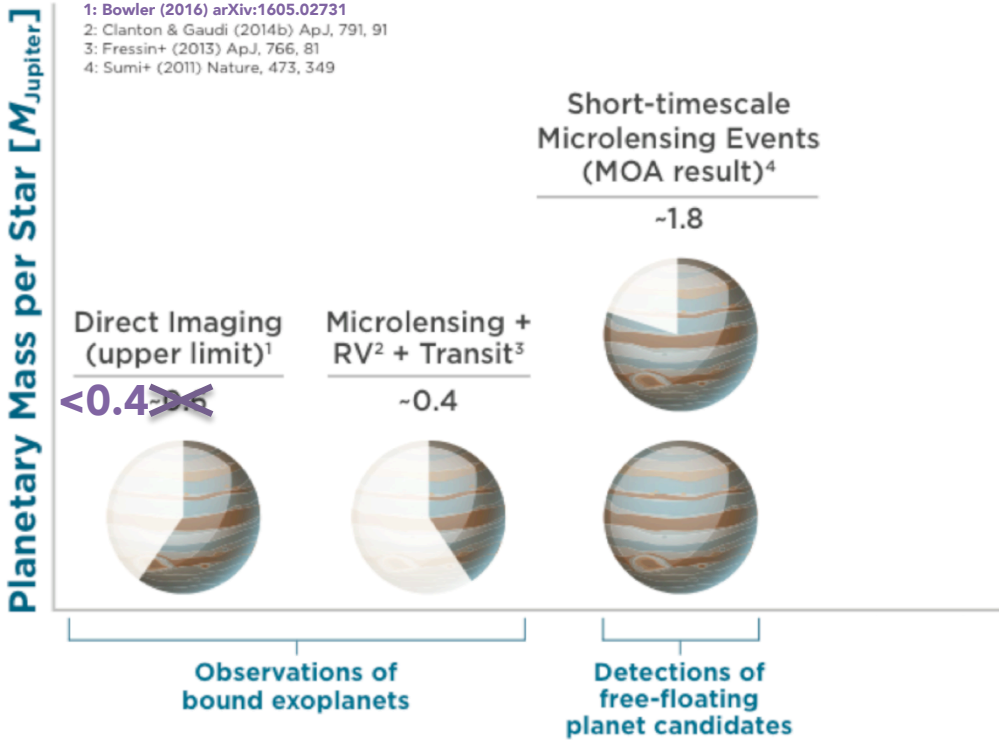 Planetary Mass per Star [MJupiter]
1: Bowler (2016) arXiv:1605.02731
2: Clanton & Gaudi (2014b) ApJ, 791, 91
3: Fressin+ (2013) ApJ, 766, 81
4: Sumi+ (2011) Nature, 473, 349
Short-timescale
Microlensing Events
(MOA result)⁴
~1.8
Direct Imaging
(upper limit)¹
<0.4 ~0.6
Microlensing +
RV² + Transit³
~0.4
Observations of
bound exoplanets
Detections of
free-floating
planet candidates